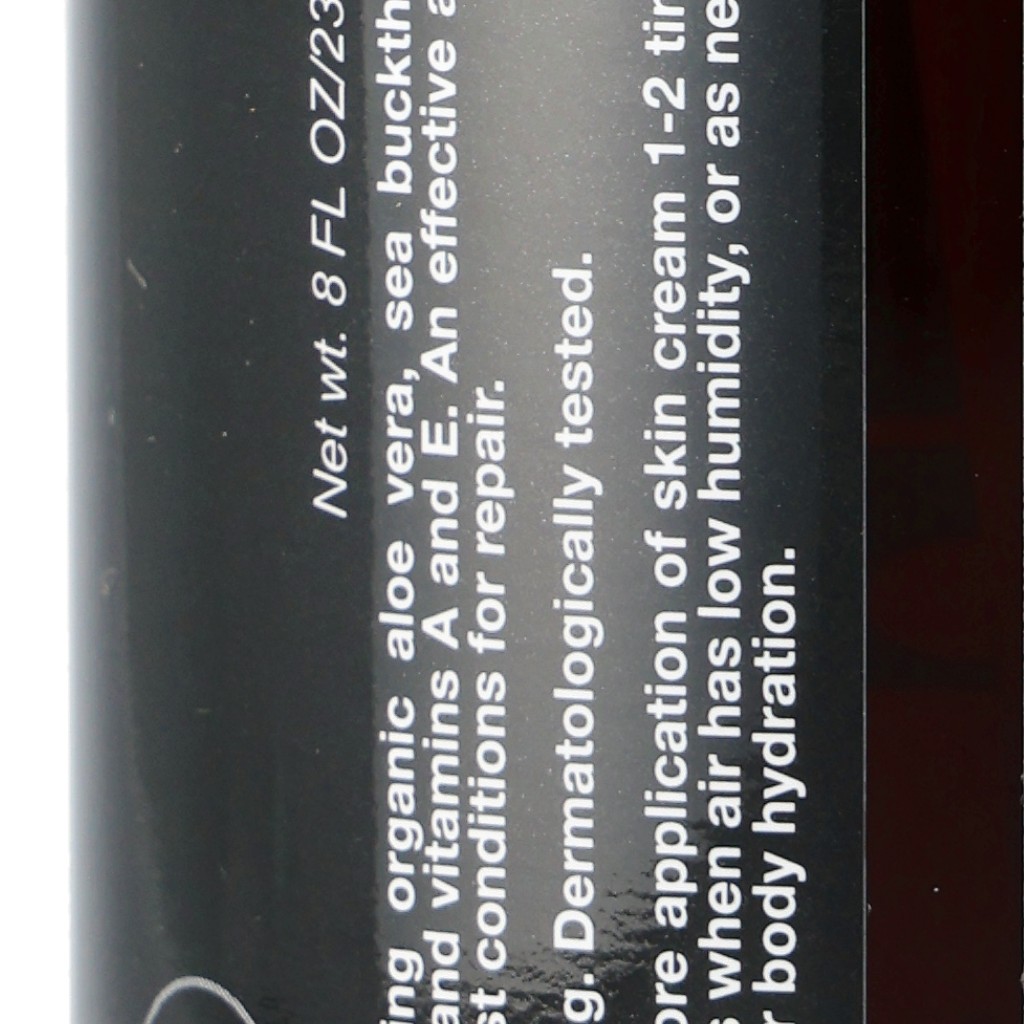 Net wt. 8 FL OZ/23
ing organic aloe vera, sea buckth
and vitamins A and E. An effective a
st conditions for repair.
g. Dermatologically tested.
ore application of skin cream 1-2 tir
s when air has low humidity, or as ne
r body hydration.